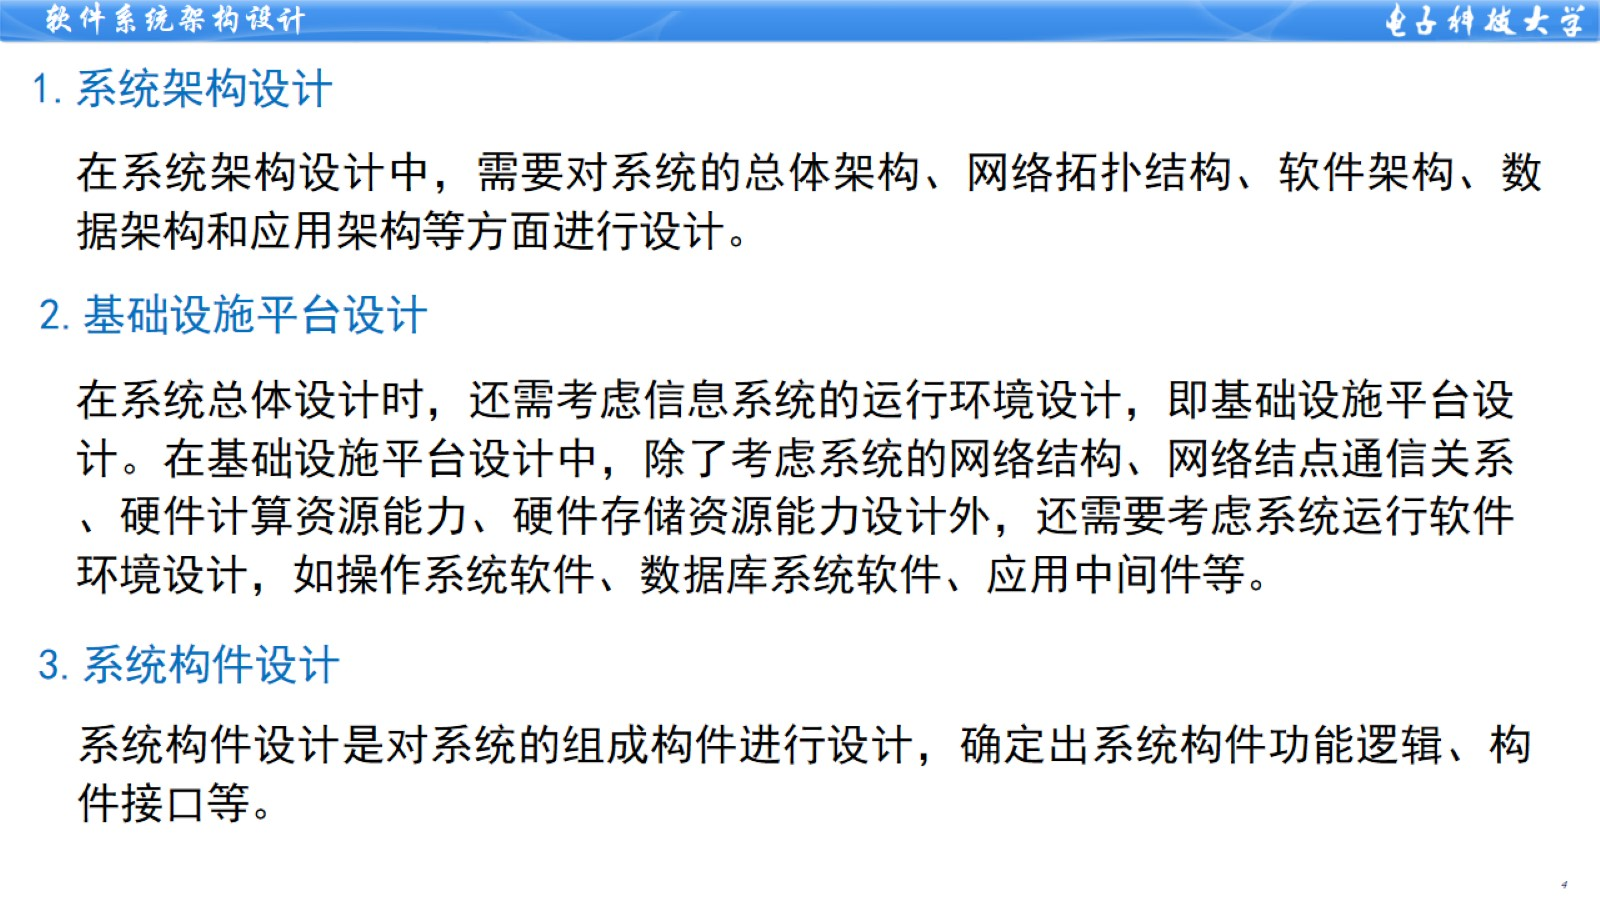 软件系统架构设计
电子科技大学
1. 系统架构设计
在系统架构设计中，需要对系统的总体架构、网络拓扑结构、软件架构、数
据架构和应用架构等方面进行设计。
2. 基础设施平台设计
在系统总体设计时，还需考虑信息系统的运行环境设计，即基础设施平台设
计。在基础设施平台设计中，除了考虑系统的网络结构、网络结点通信关系
、硬件计算资源能力、硬件存储资源能力设计外，还需要考虑系统运行软件
环境设计，如操作系统软件、数据库系统软件、应用中间件等。
3. 系统构件设计
系统构件设计是对系统的组成构件进行设计，确定出系统构件功能逻辑、构
件接口等。
4